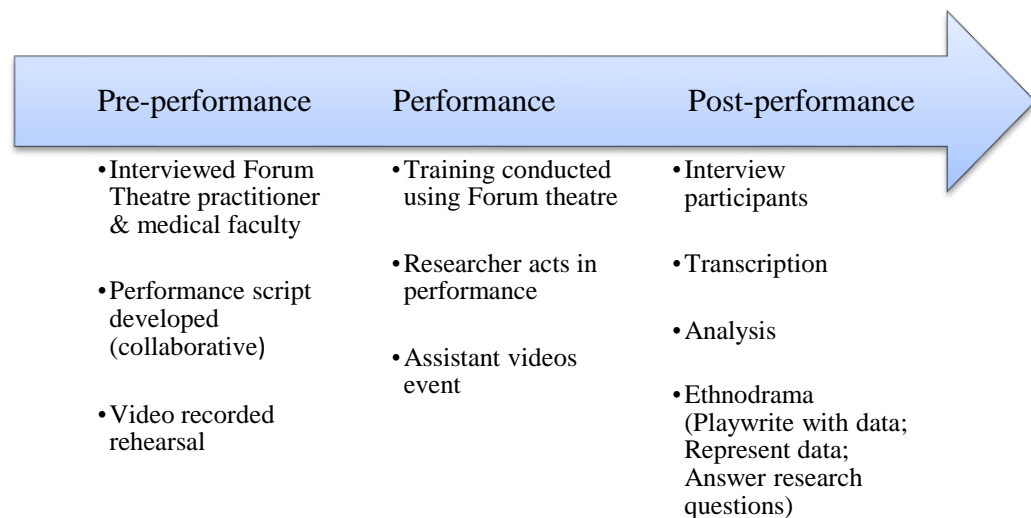 Pre-performance
Performance
Post-performance
•Interviewed Forum
Theatre practitioner
& medical faculty
•Performance script
developed
(collaborative)
•Video recorded
rehearsal
•Training conducted
using Forum theatre
•Researcher acts in
performance
•Assistant videos
event
•Interview
participants
•Transcription
•Analysis
•Ethnodrama
(Playwrite with data;
Represent data;
Answer research
questions)